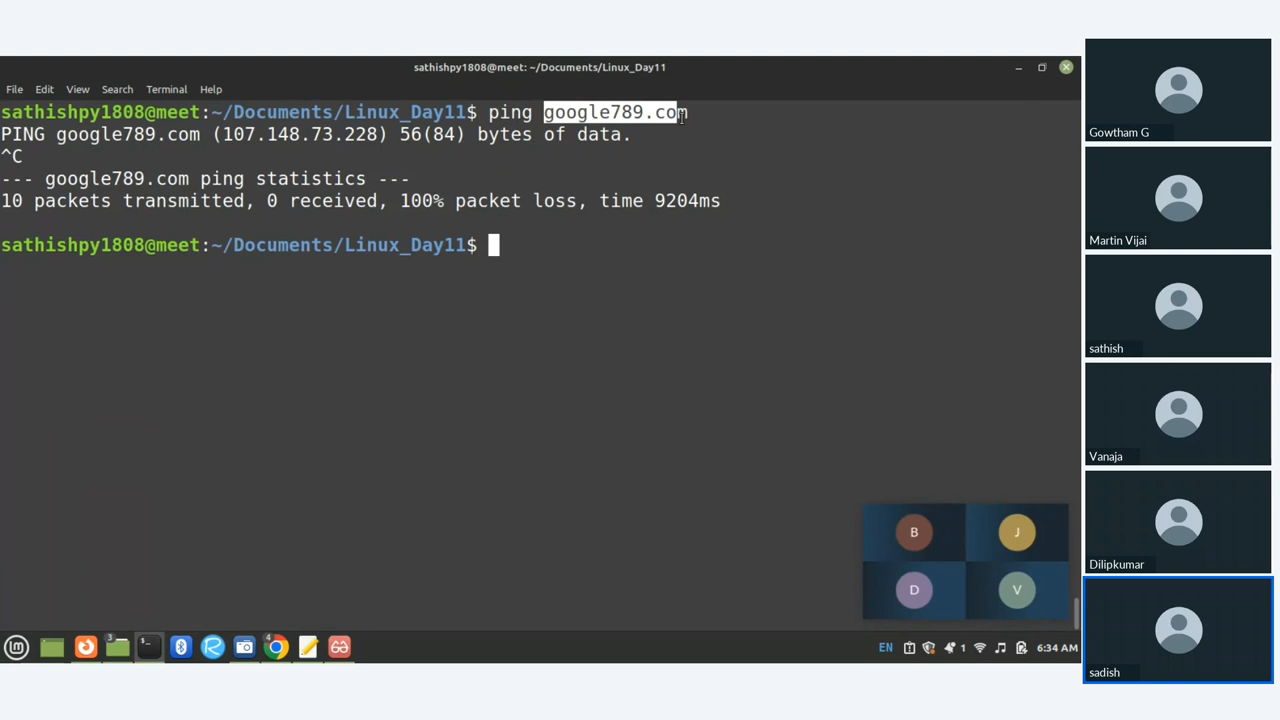 sathishpy1808@meet: ~/Documents/Linux_Day11
File Edit View Search Terminal Help
sathishpy1808@meet:~/Documents/Linux_Day11$ ping google789.com
PING google789.com (107.148.73.228) 56(84) bytes of data.
^C
--- google789.com ping statistics ---
10 packets transmitted, 0 received, 100% packet loss, time 9204ms
sathishpy1808@meet:~/Documents/Linux_Day11$
B J
D V
3 4 EN 1 6:34 AM
Gowtham G
Martin Vijai
sathish
Vanaja
Dilipkumar
sadish